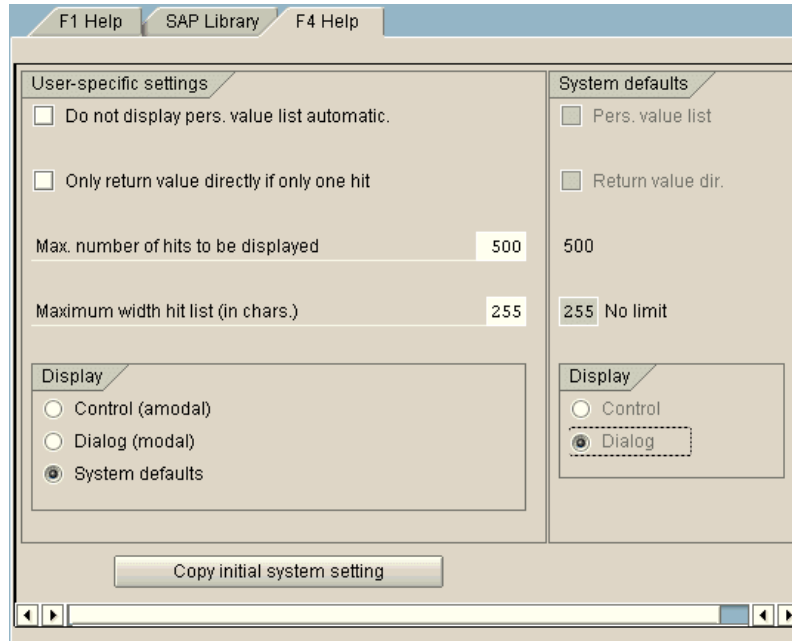 F1 Help SAP Library F4 Help
User-specific settings
Do not display pers. value list automatic.
Only return value directly if only one hit
Max. number of hits to be displayed 500
Maximum width hit list (in chars.) 255
Display
Control (amodal)
Dialog (modal)
System defaults
System defaults
Pers. value list
Return value dir.
500
255 No limit
Display
Control
Dialog
Copy initial system setting